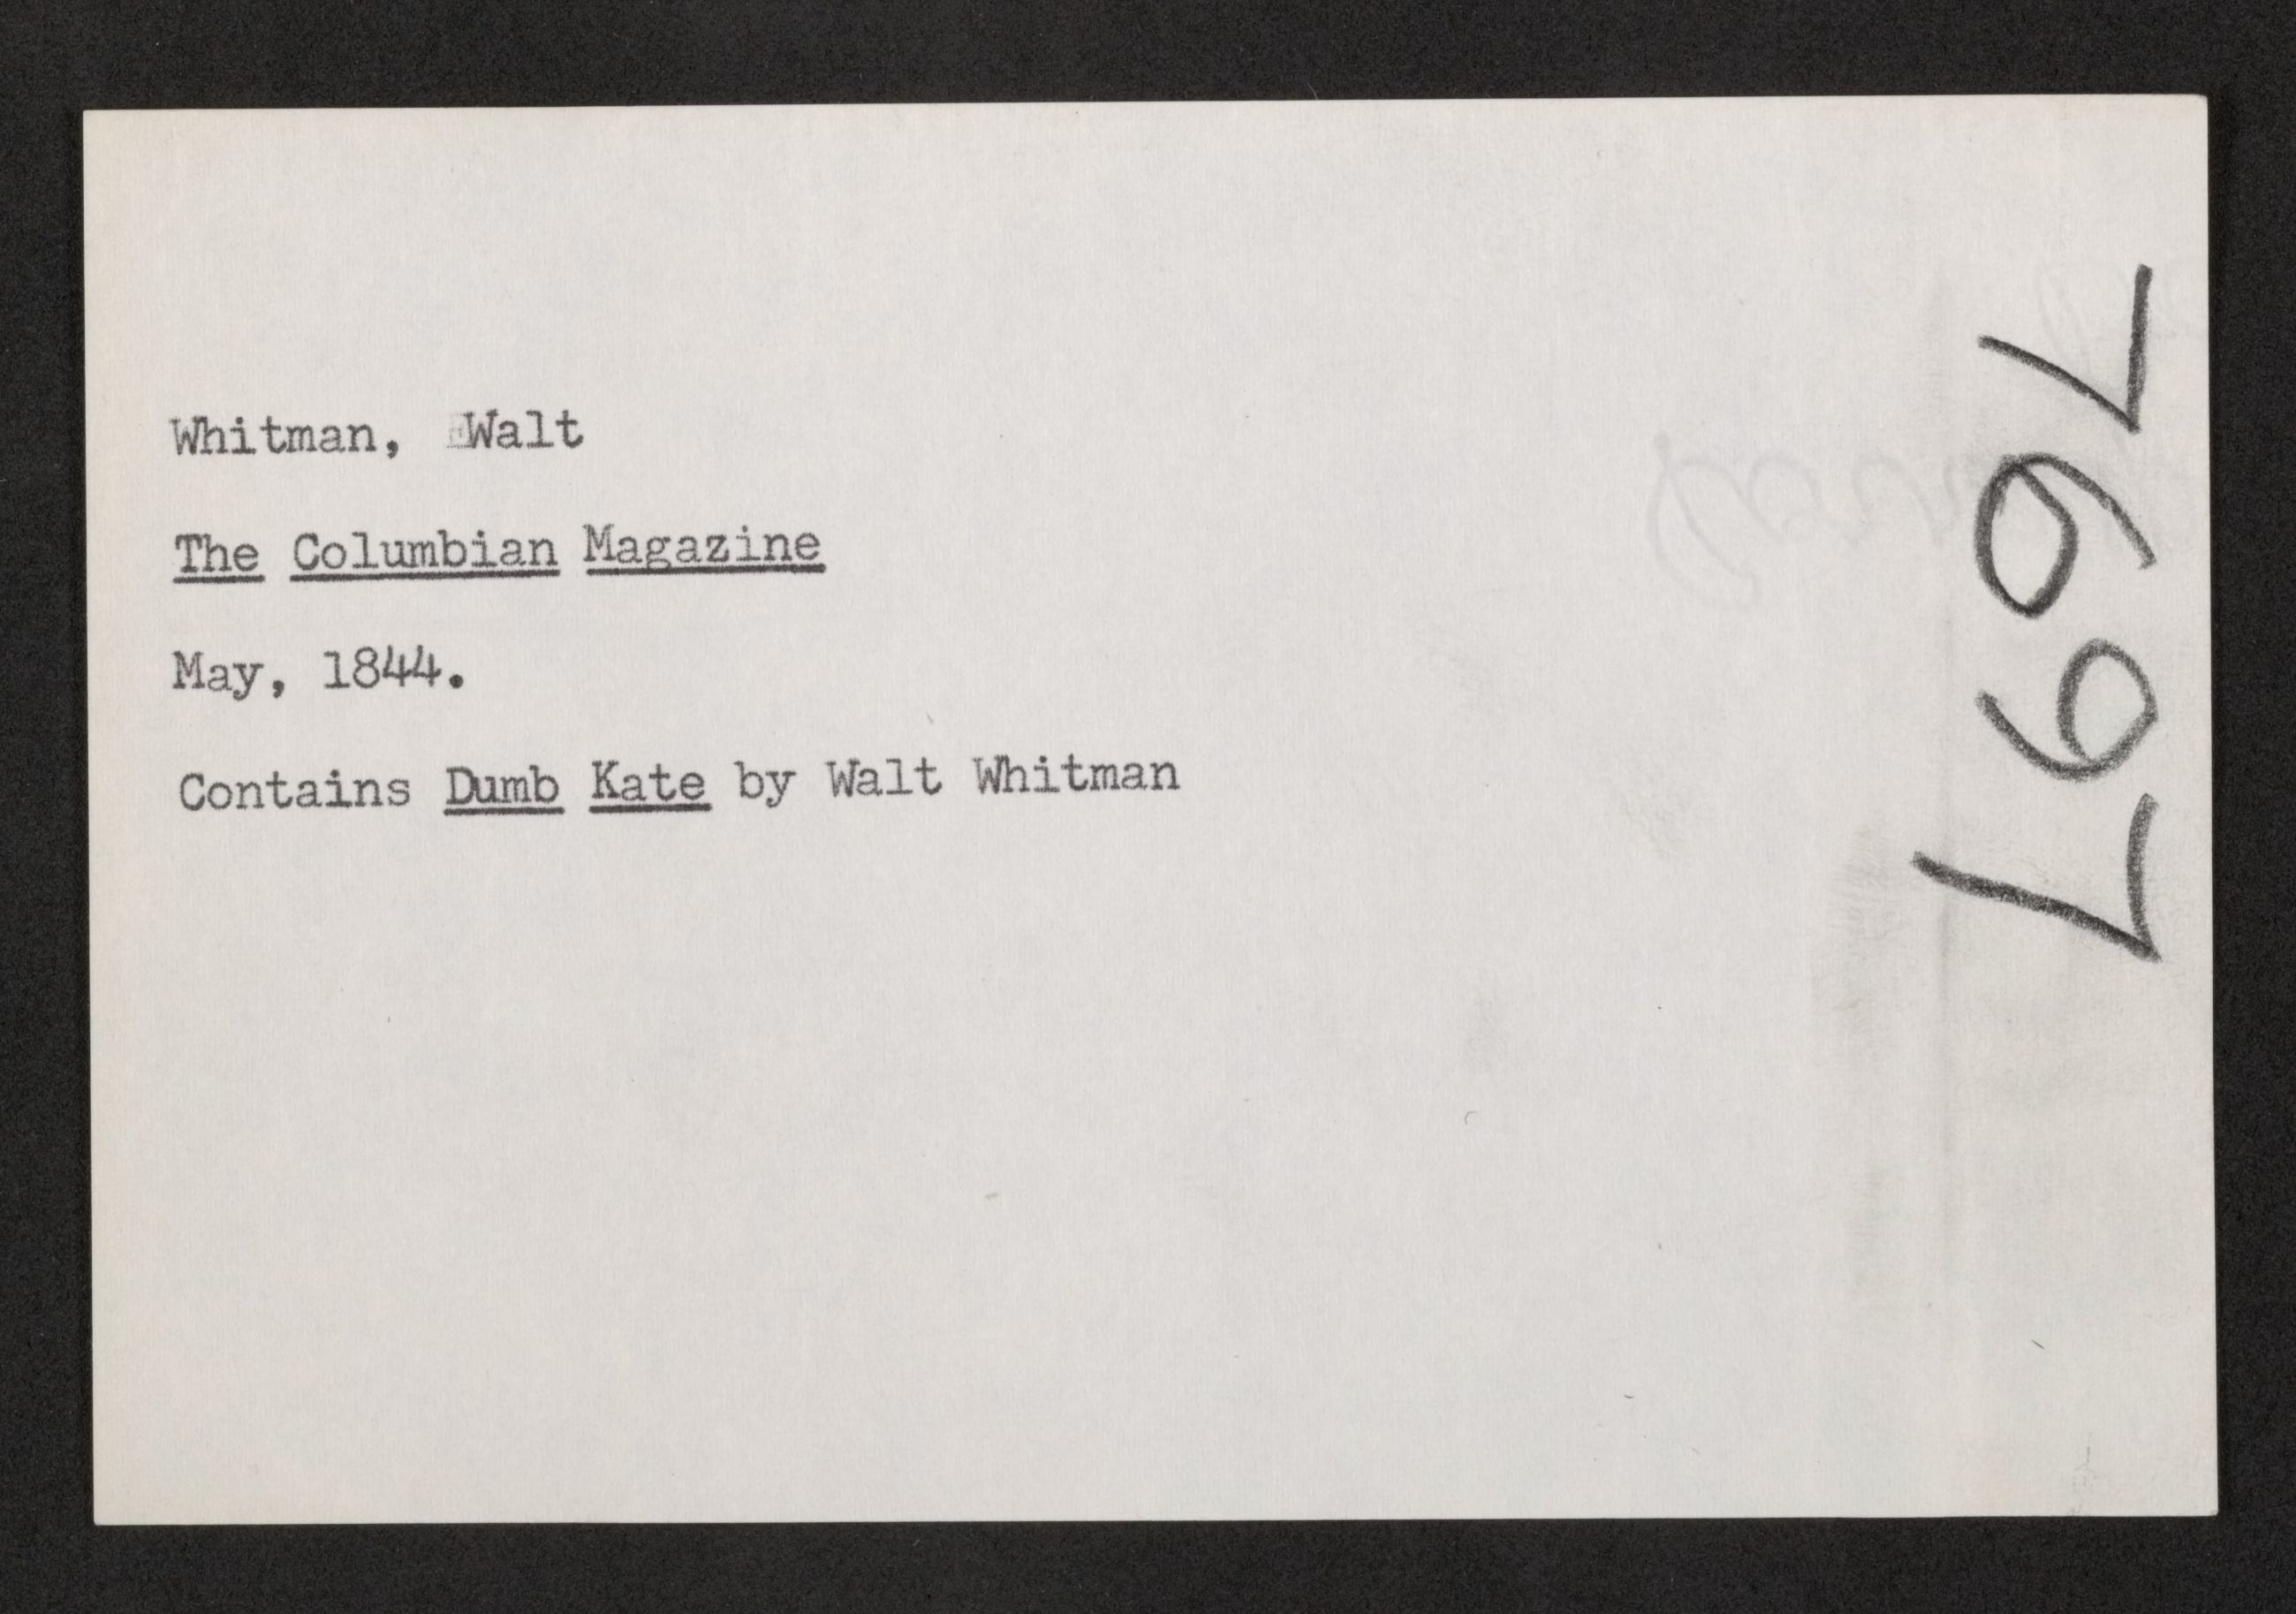 Whitman, Walt
The Columbian Magazine
May, 1844.
Contains Dumb Kate by Walt Whitman
7697